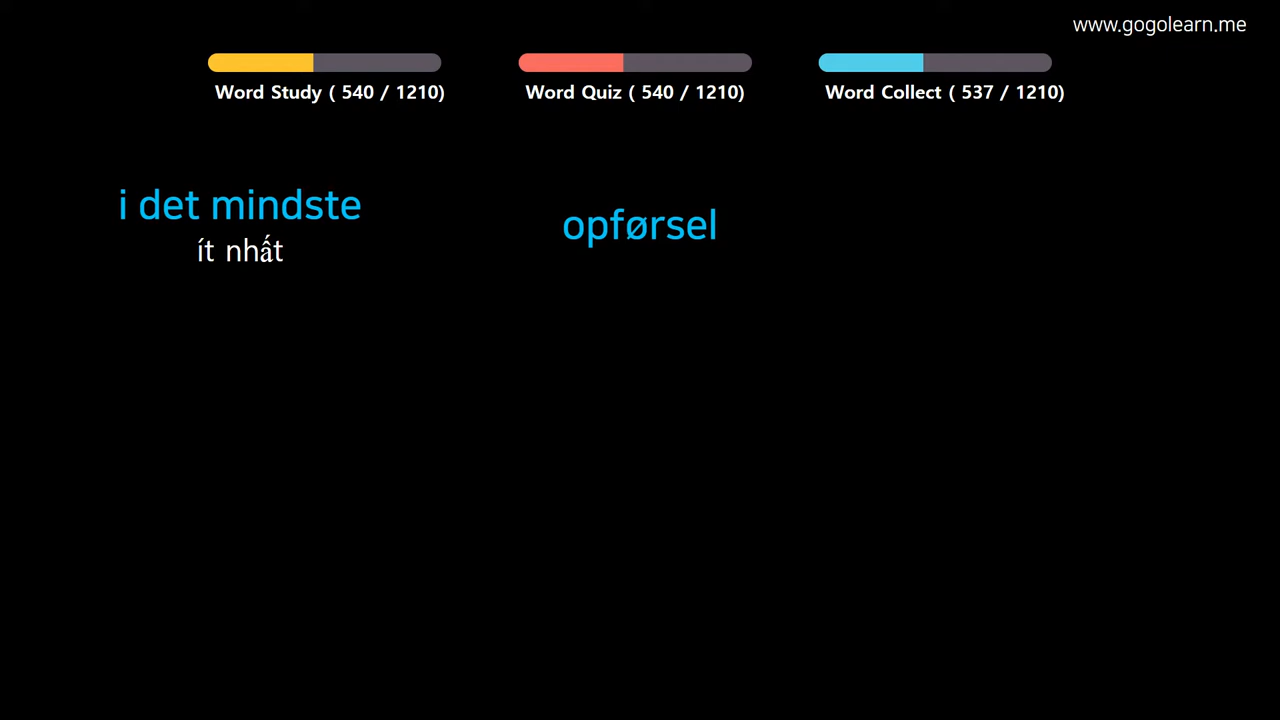 www.gogolearn.me
Word Study ( 540 / 1210)
Word Quiz ( 540 / 1210)
Word Collect ( 537 / 1210)
i det mindste
ít nhất
opførsel